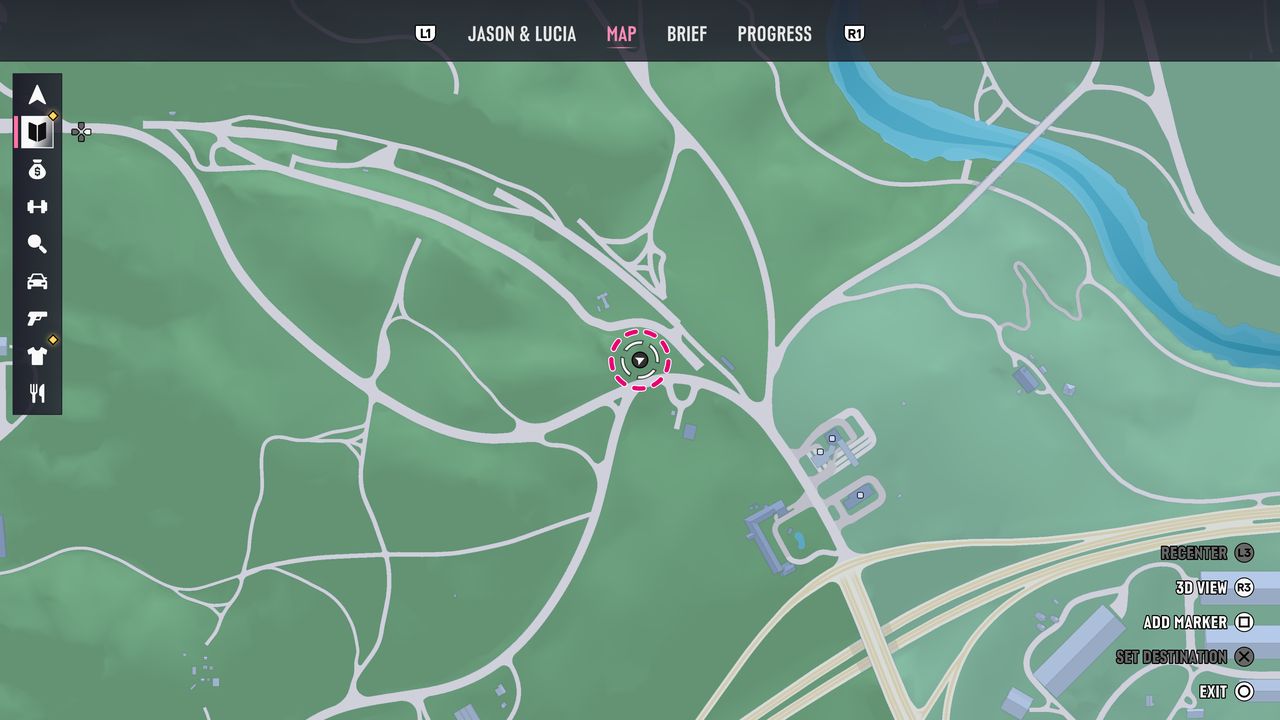 L1 JASON & LUCIA MAP BRIEF PROGRESS R1
$
RECENTER L3
3D VIEW R3
ADD MARKER
SET DESTINATION
EXIT